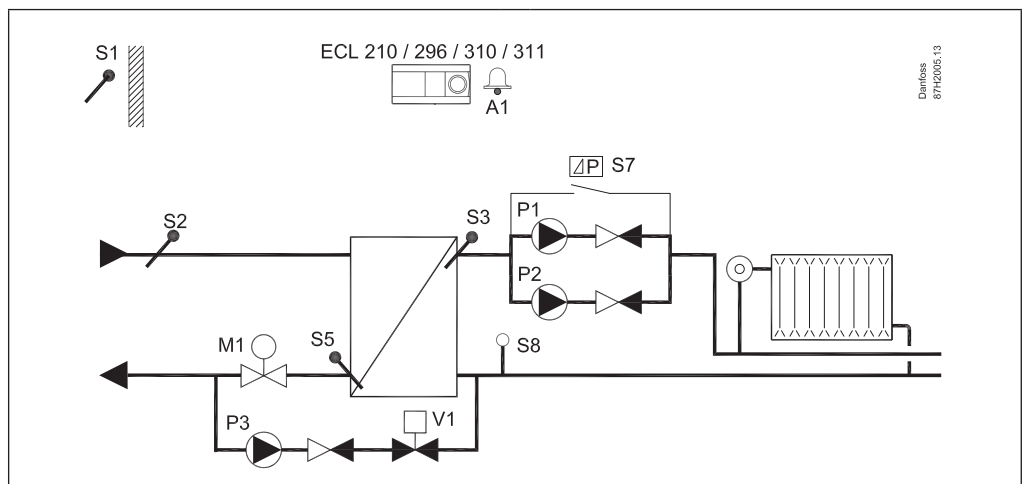 S1
ECL 210 / 296 / 310 / 311
A1
Danfoss
87H2005.13
⊿P S7
S2
S3
P1
P2
M1
S5
S8
P3
V1